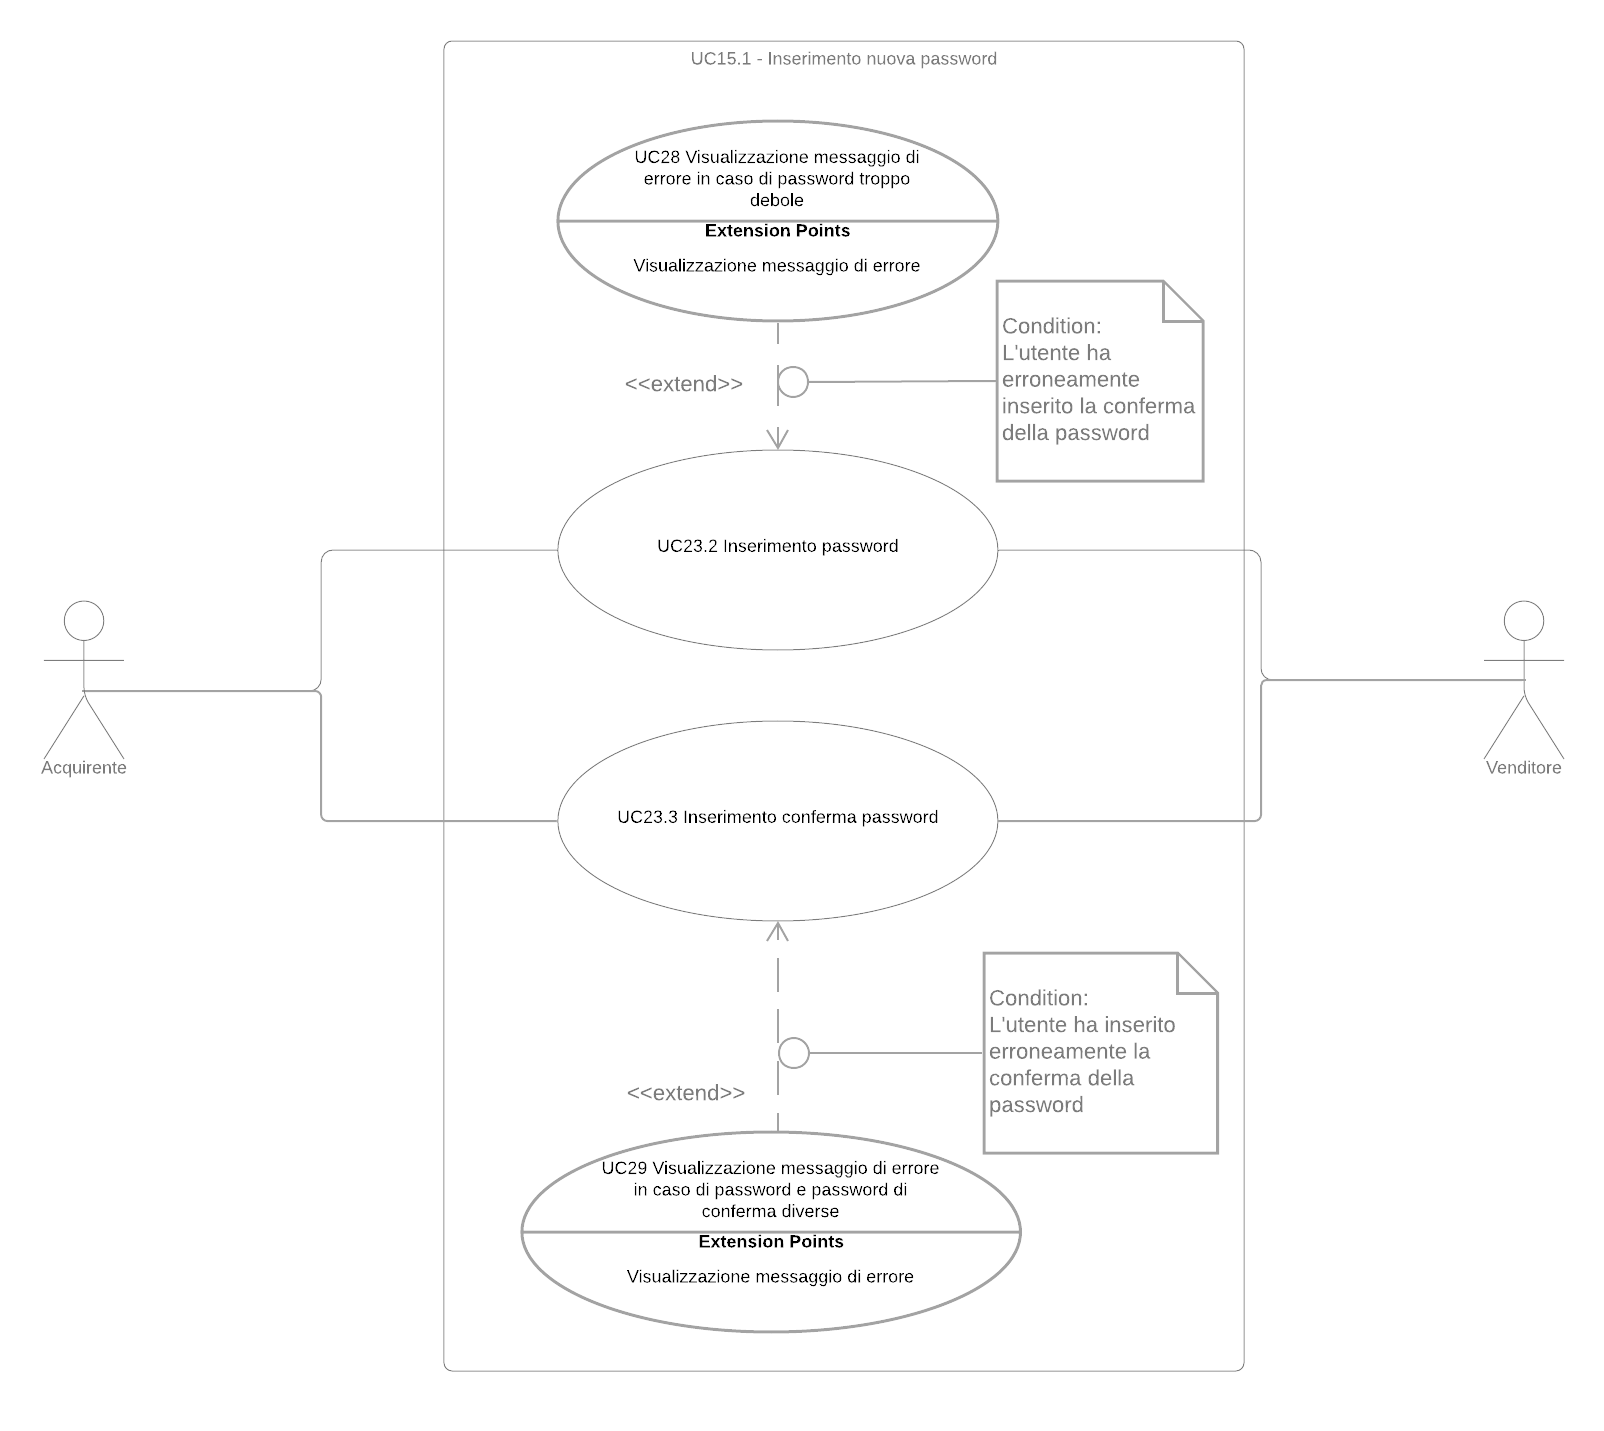 UC15.1 - Inserimento nuova password
UC28 Visualizzazione messaggio di
errore in caso di password troppo
debole
Extension Points
Visualizzazione messaggio di errore
Condition:
L'utente ha
erroneamente
inserito la conferma
della password
<<extend>>
UC23.2 Inserimento password
Acquirente
Venditore
UC23.3 Inserimento conferma password
Condition:
L'utente ha inserito
erroneamente la
conferma della
password
<<extend>>
UC29 Visualizzazione messaggio di errore
in caso di password e password di
conferma diverse
Extension Points
Visualizzazione messaggio di errore